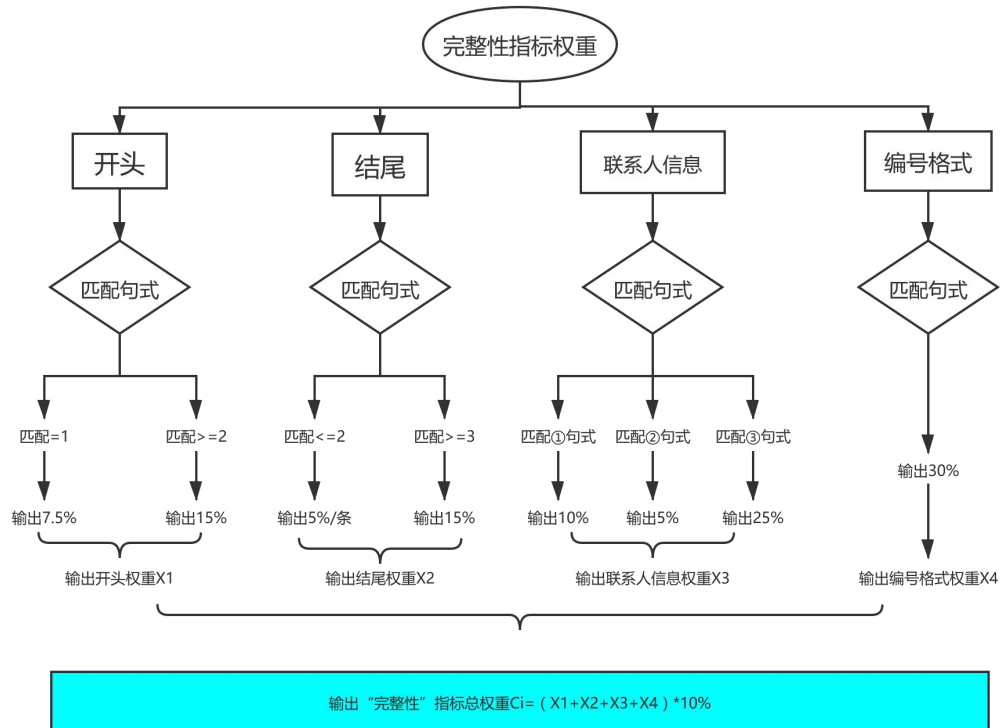 完整性指标权重
开头
结尾
联系人信息
编号格式
匹配句式
匹配句式
匹配句式
匹配句式
匹配=1
匹配>=2
匹配<=2
匹配>=3
匹配①句式
匹配②句式
匹配③句式
输出30%
输出7.5%
输出15%
输出5%/条
输出15%
输出10%
输出5%
输出25%
输出开头权重X1
输出结尾权重X2
输出联系人信息权重X3
输出编号格式权重X4
输出“完整性”指标总权重Ci=（X1+X2+X3+X4）*10%